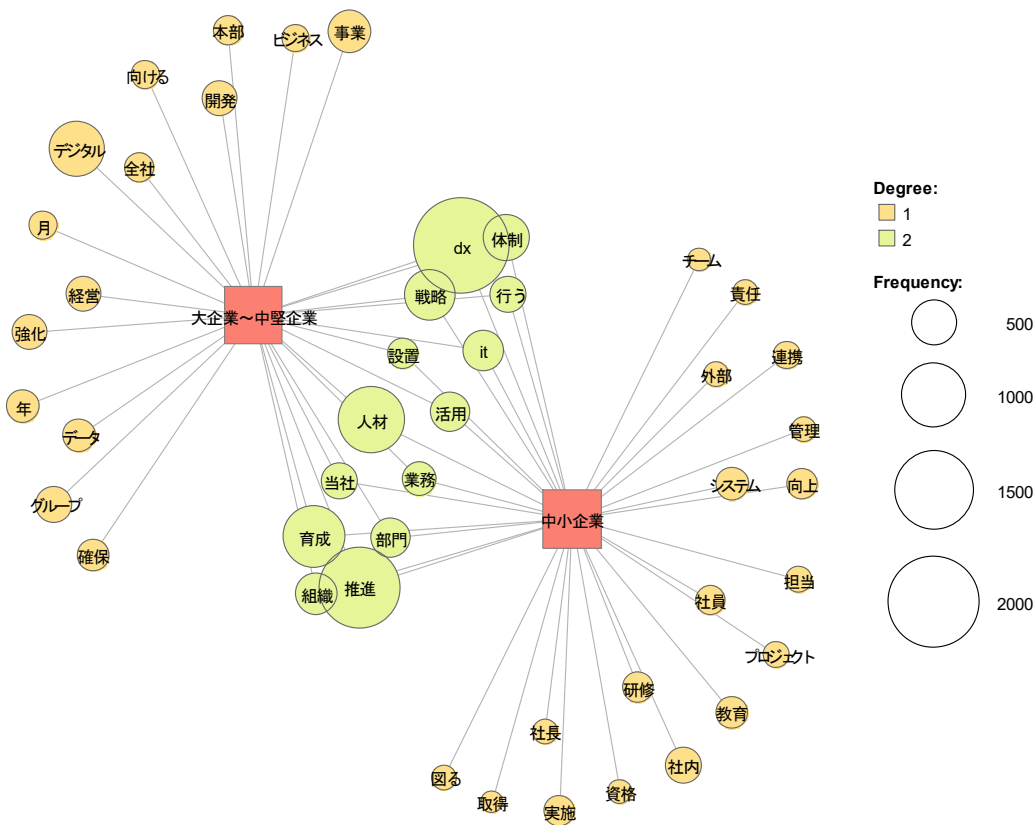 本部
ビジネス
事業
向ける
開発
デジタル
全社
月
経営
強化
年
データ
グループ
確保
大企業～中堅企業
dx
体制
戦略
行う
設置
it
人材
活用
当社
業務
育成
部門
組織
推進
中小企業
チーム
責任
外部
連携
管理
システム
向上
担当
社員
プロジェクト
研修
教育
社長
社内
図る
取得
実施
資格
Degree:
1
2
Frequency:
500
1000
1500
2000